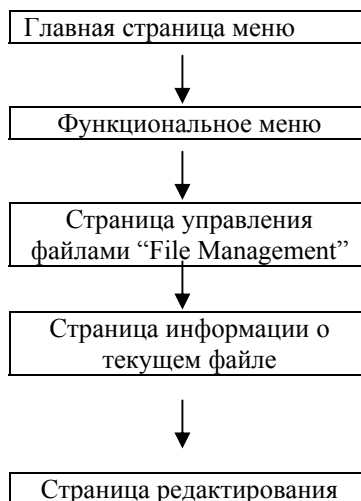 Главная страница меню
Функциональное меню
Страница управления
файлами “File Management”
Страница информации о
текущем файле
Страница редактирования